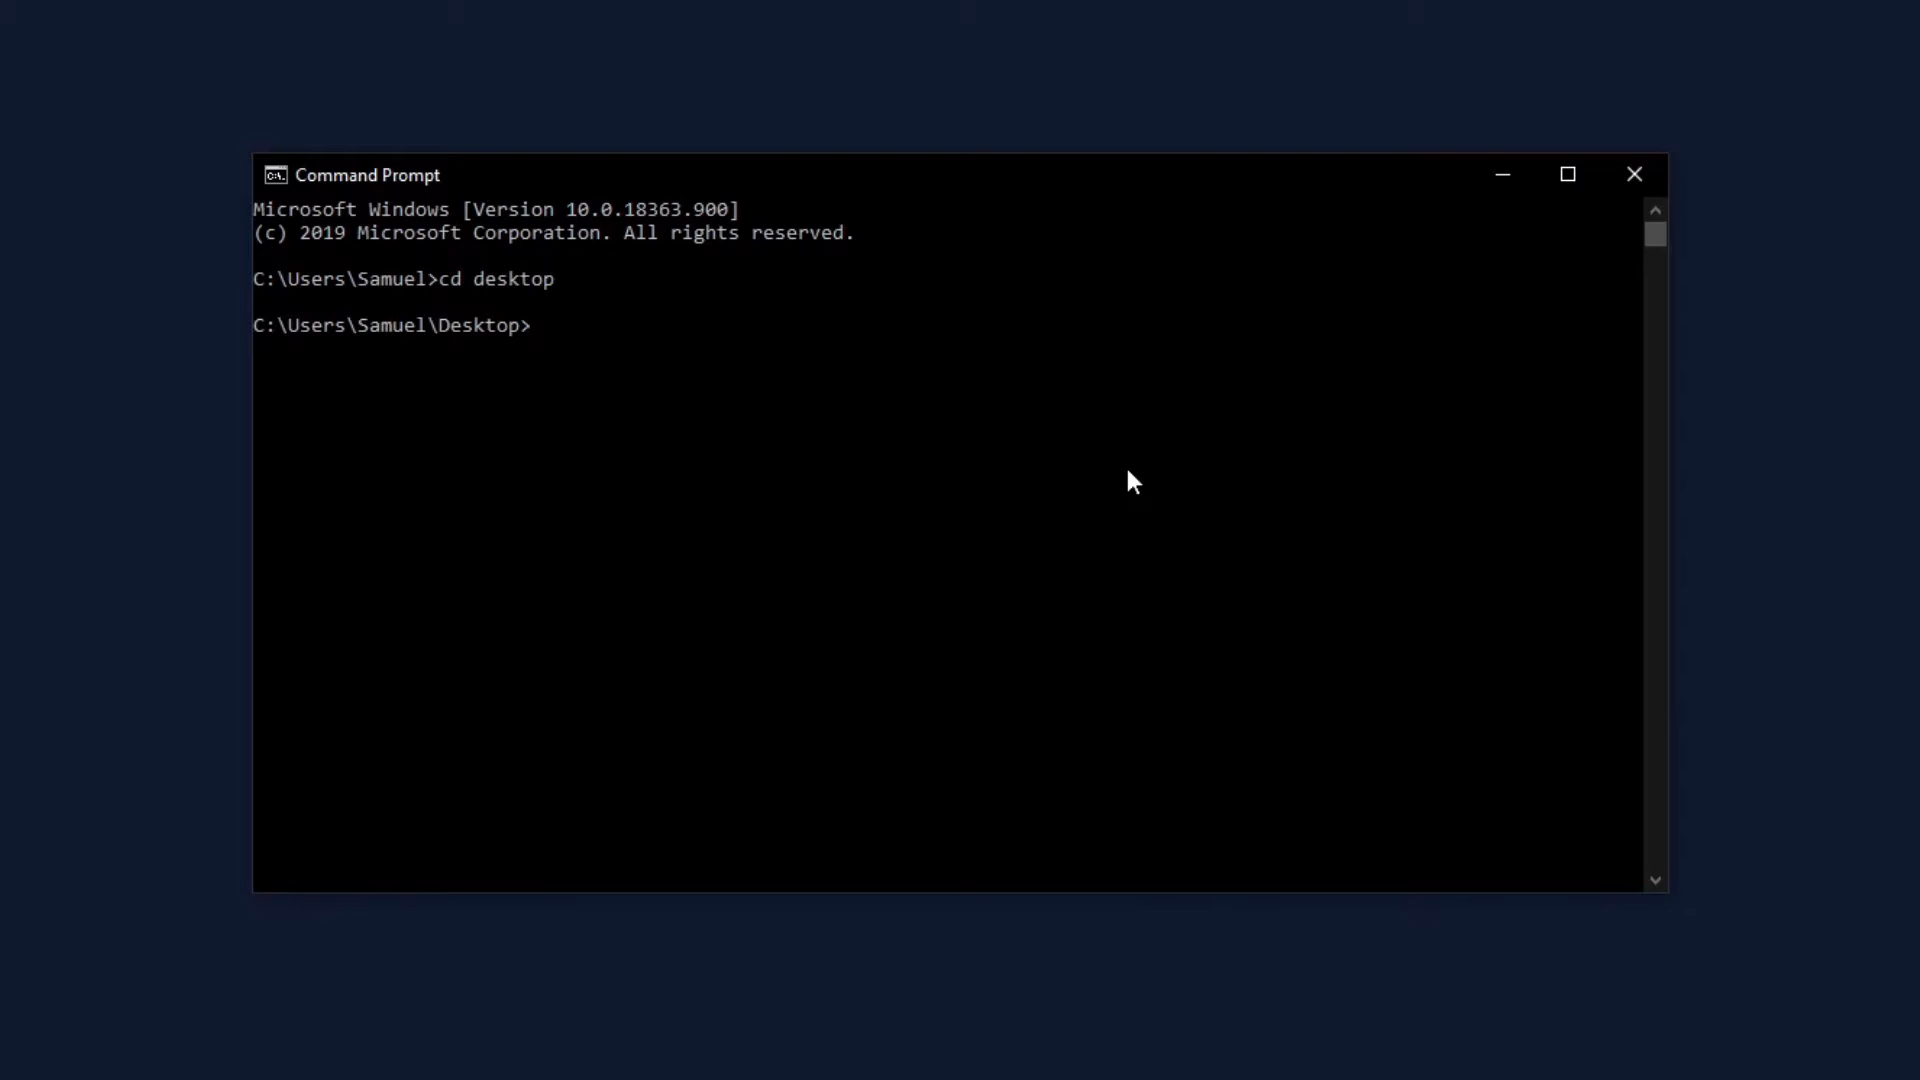 Command Prompt
Microsoft Windows [Version 10.0.18363.900]
(c) 2019 Microsoft Corporation. All rights reserved.
C:\Users\Samuel>cd desktop
C:\Users\Samuel\Desktop>